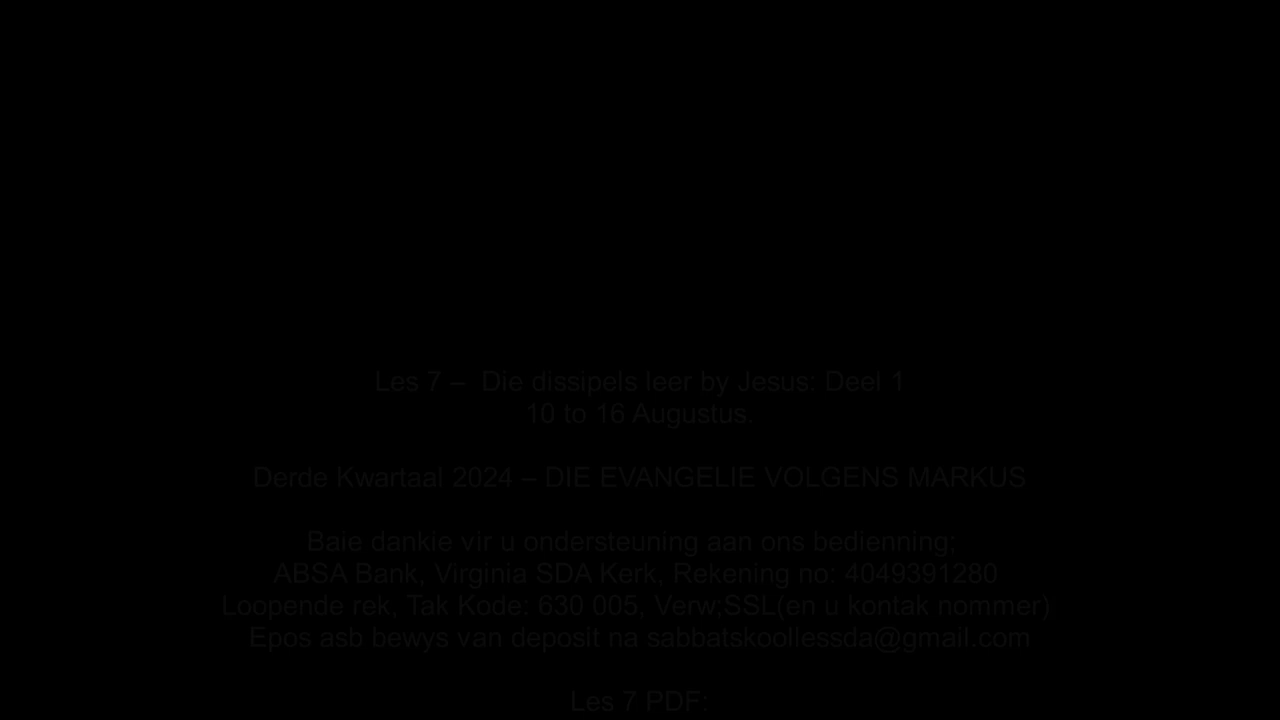 Les 7 – Die dissipels leer by Jesus: Deel 1
10 to 16 Augustus.
Derde Kwartaal 2024 – DIE EVANGELIE VOLGENS MARKUS
Baie dankie vir u ondersteuning aan ons bedienning;
ABSA Bank, Virginia SDA Kerk, Rekening no: 4049391280
Loopende rek, Tak Kode: 630 005, Verw;SSL(en u kontak nommer).
Epos asb bewys van deposit na sabbatskoollessda@gmail.com
Les 7 PDF: